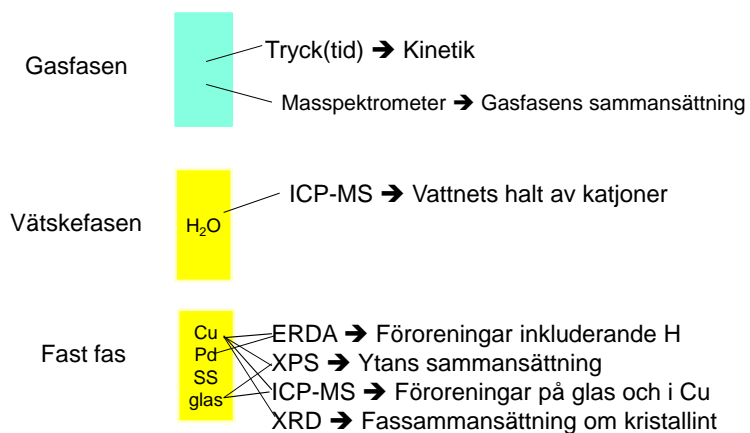 Gasfasen
Tryck(tid) ➔ Kinetik
Masspektrometer ➔ Gasfasens sammansättning
Vätskefasen
H₂O
ICP-MS ➔ Vattnets halt av katjoner
Fast fas
Cu
Pd
SS
glas
ERDA ➔ Föroreningar inkluderande H
XPS ➔ Ytans sammansättning
ICP-MS ➔ Föroreningar på glas och i Cu
XRD ➔ Fassammansättning om kristallint